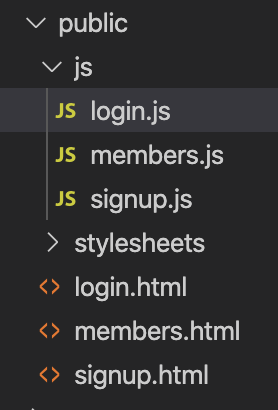 public
js
JS login.js
JS members.js
JS signup.js
stylesheets
<> login.html
<> members.html
<> signup.html